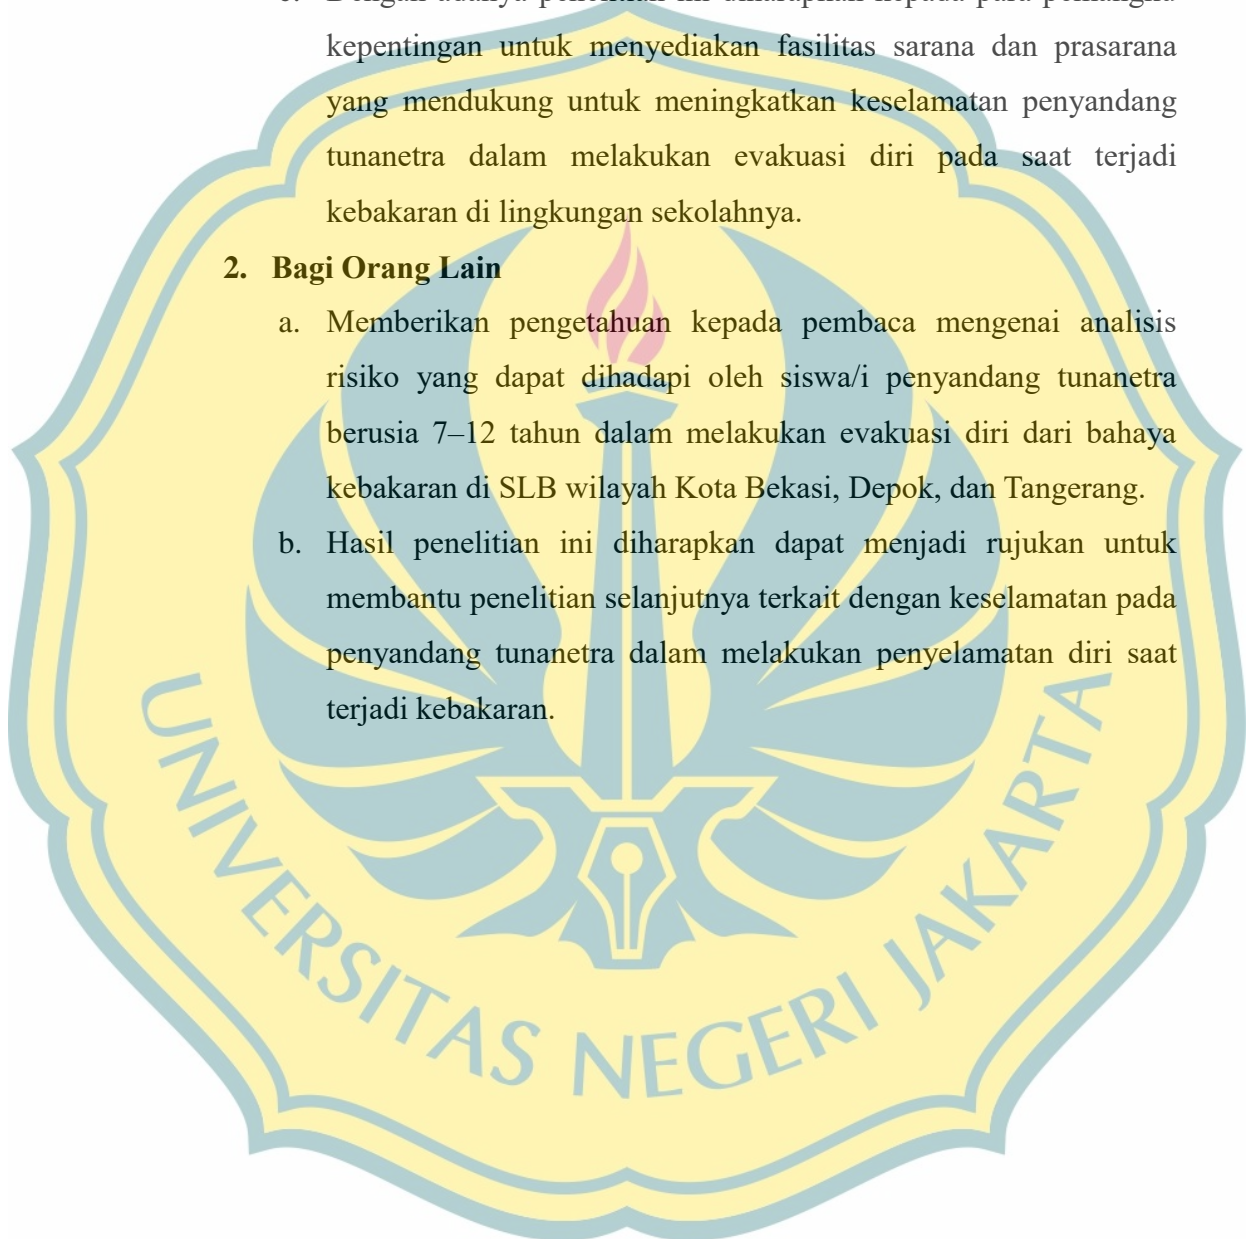 kepentingan untuk menyediakan fasilitas sarana dan prasarana
yang mendukung untuk meningkatkan keselamatan penyandang
tunanetra dalam melakukan evakuasi diri pada saat terjadi
kebakaran di lingkungan sekolahnya.
2. Bagi Orang Lain
a. Memberikan pengetahuan kepada pembaca mengenai analisis
risiko yang dapat dihadapi oleh siswa/i penyandang tunanetra
berusia 7–12 tahun dalam melakukan evakuasi diri dari bahaya
kebakaran di SLB wilayah Kota Bekasi, Depok, dan Tangerang.
b. Hasil penelitian ini diharapkan dapat menjadi rujukan untuk
membantu penelitian selanjutnya terkait dengan keselamatan pada
penyandang tunanetra dalam melakukan penyelamatan diri saat
terjadi kebakaran.
UNIVERSITAS NEGERI JAKARTA